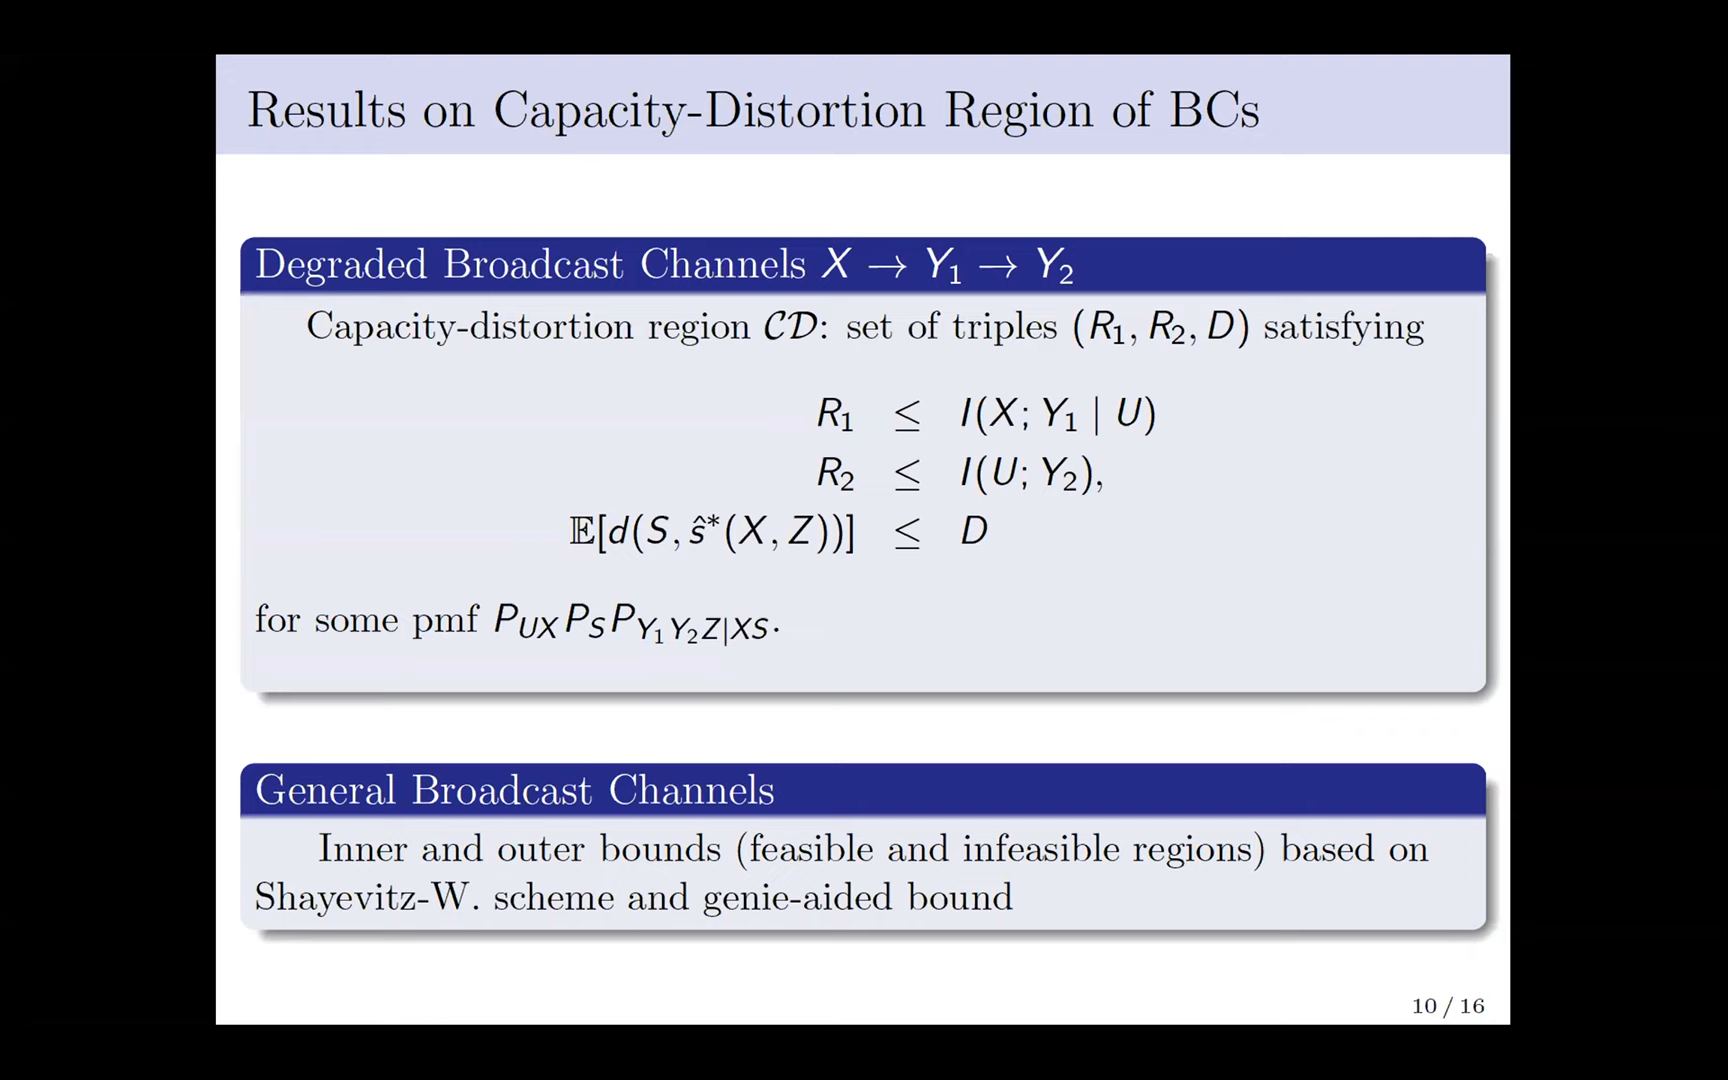 Results on Capacity-Distortion Region of BCs
Degraded Broadcast Channels X → Y₁ → Y₂
Capacity-distortion region 𝒞𝒟: set of triples (R₁, R₂, D) satisfying
R₁ ≤ I(X; Y₁ | U)
R₂ ≤ I(U; Y₂),
𝔼[d(S, ŝ*(X, Z))] ≤ D
for some pmf P_{UX} P_S P_{Y₁Y₂Z|XS}.
General Broadcast Channels
Inner and outer bounds (feasible and infeasible regions) based on
Shayevitz-W. scheme and genie-aided bound
10 / 16